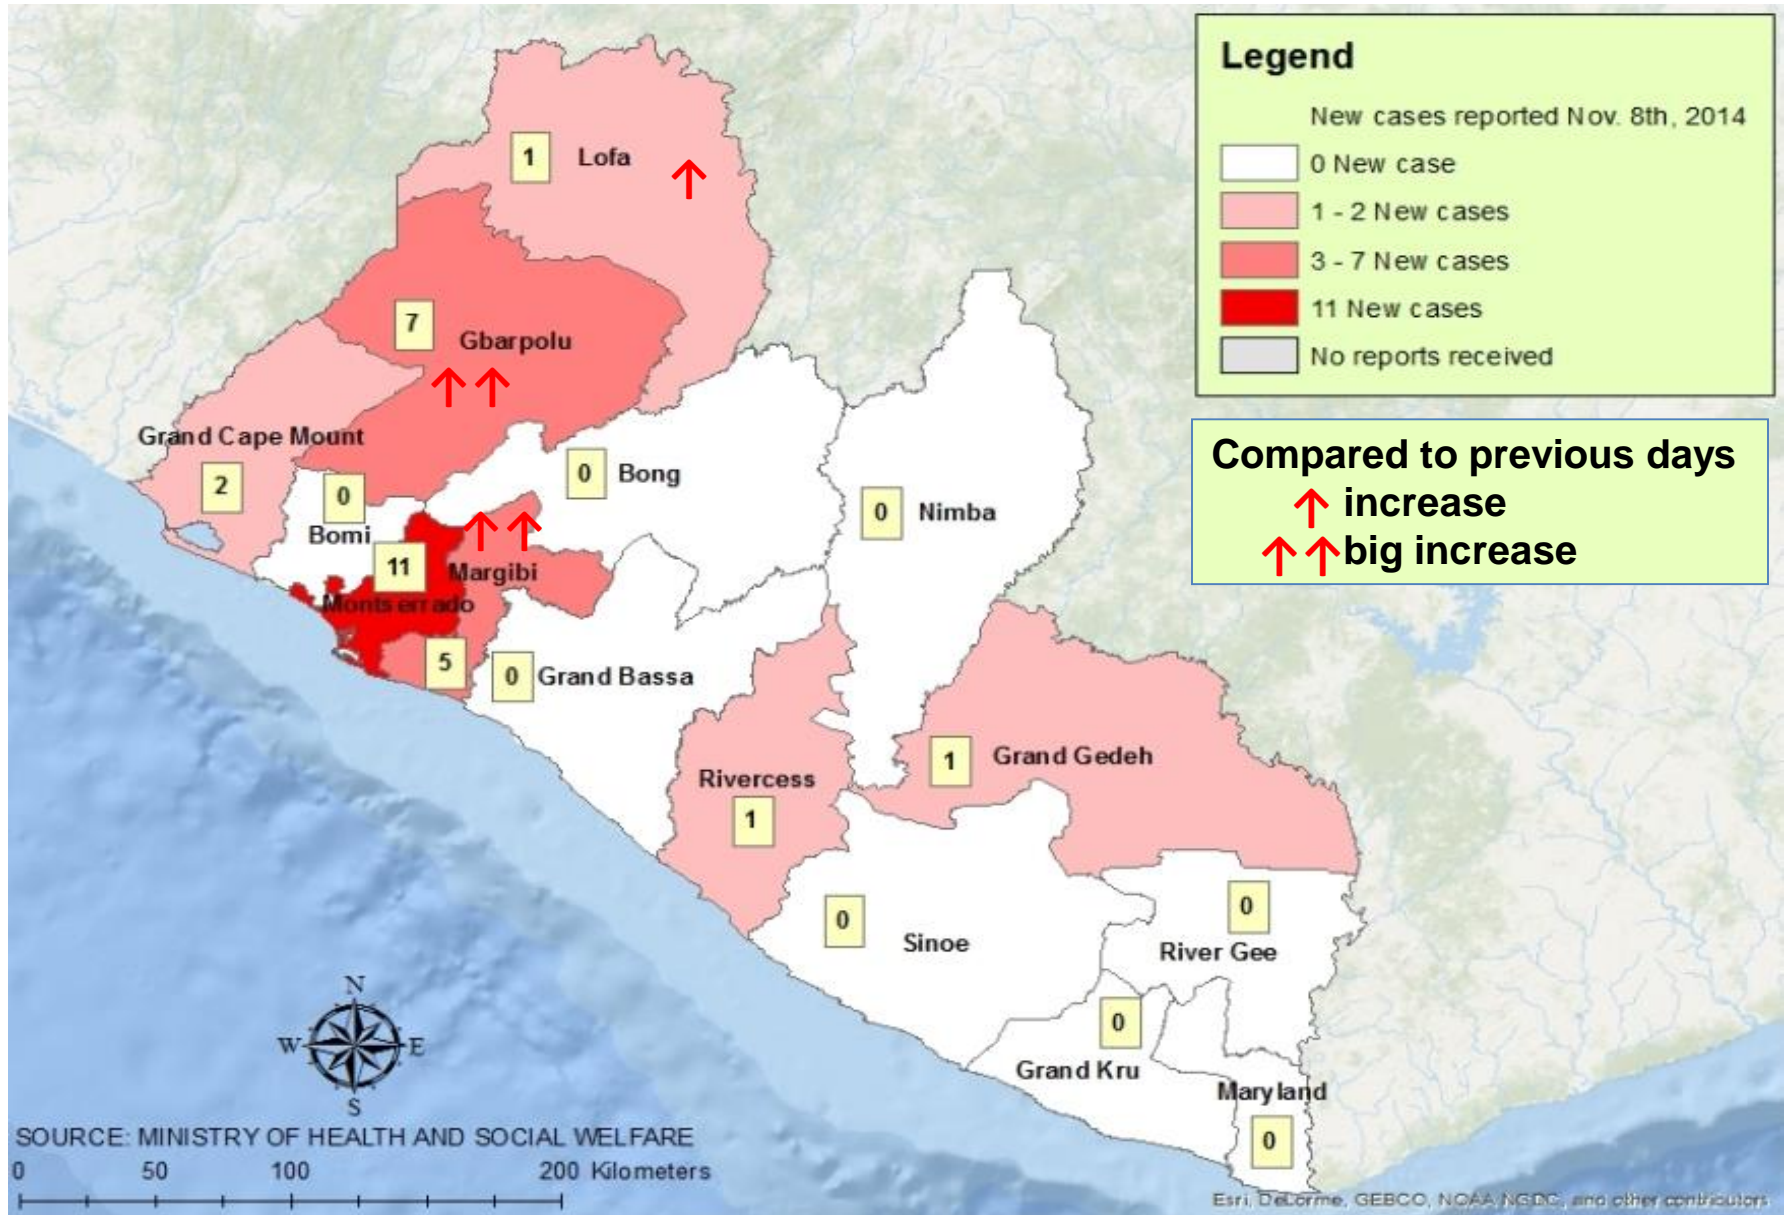 Legend
New cases reported Nov. 8th, 2014
0 New case
1 - 2 New cases
3 - 7 New cases
11 New cases
No reports received
Compared to previous days
↑ increase
↑↑ big increase
1 Lofa ↑
7
Gbarpolu
↑↑
Grand Cape Mount
2
0
Bomi
0 Bong
0 Nimba
11
↑↑
Margibi
Montserrado
5
0 Grand Bassa
Rivercess
1
1 Grand Gedeh
0
Sinoe
0
River Gee
0
Grand Kru
Maryland
0
N
W E
S
SOURCE: MINISTRY OF HEALTH AND SOCIAL WELFARE
0 50 100 200 Kilometers
Esri, DeLorme, GEBCO, NOAA NGDC, and other contributors